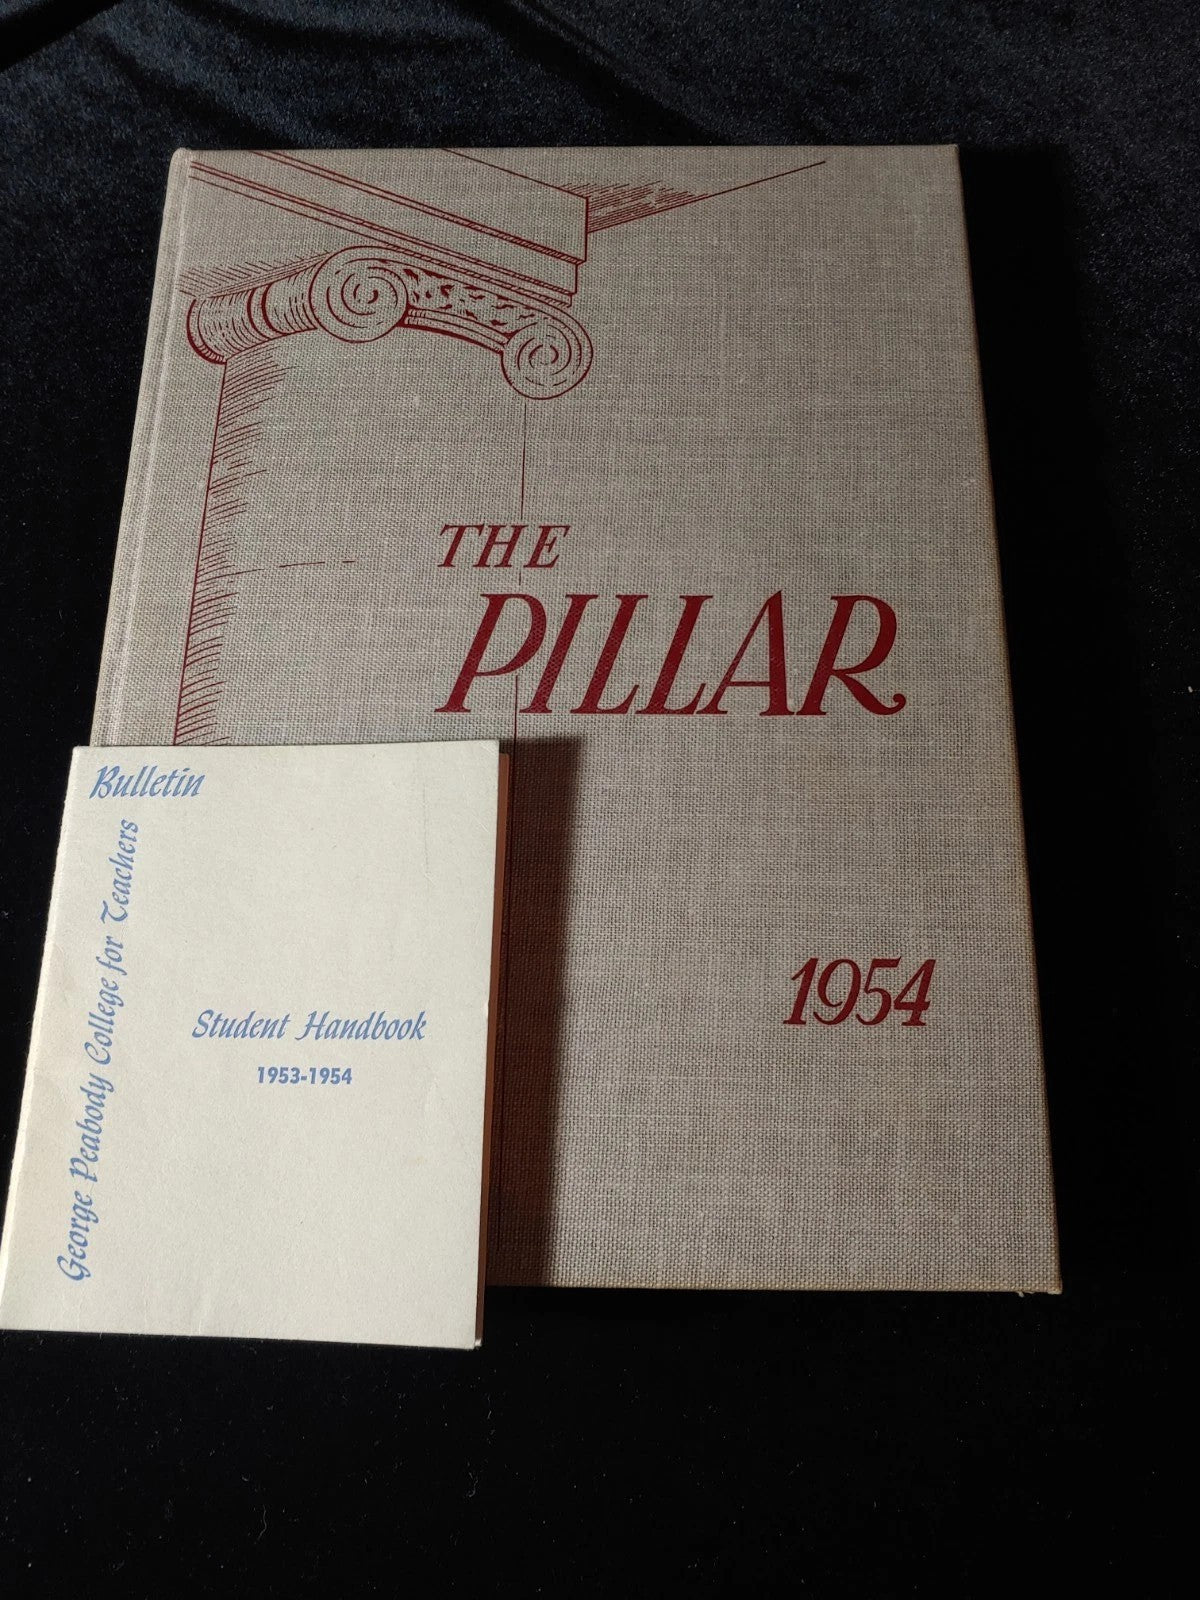 THE
PILLAR
1954
Bulletin
George Peabody College for Teachers
Student Handbook
1953-1954